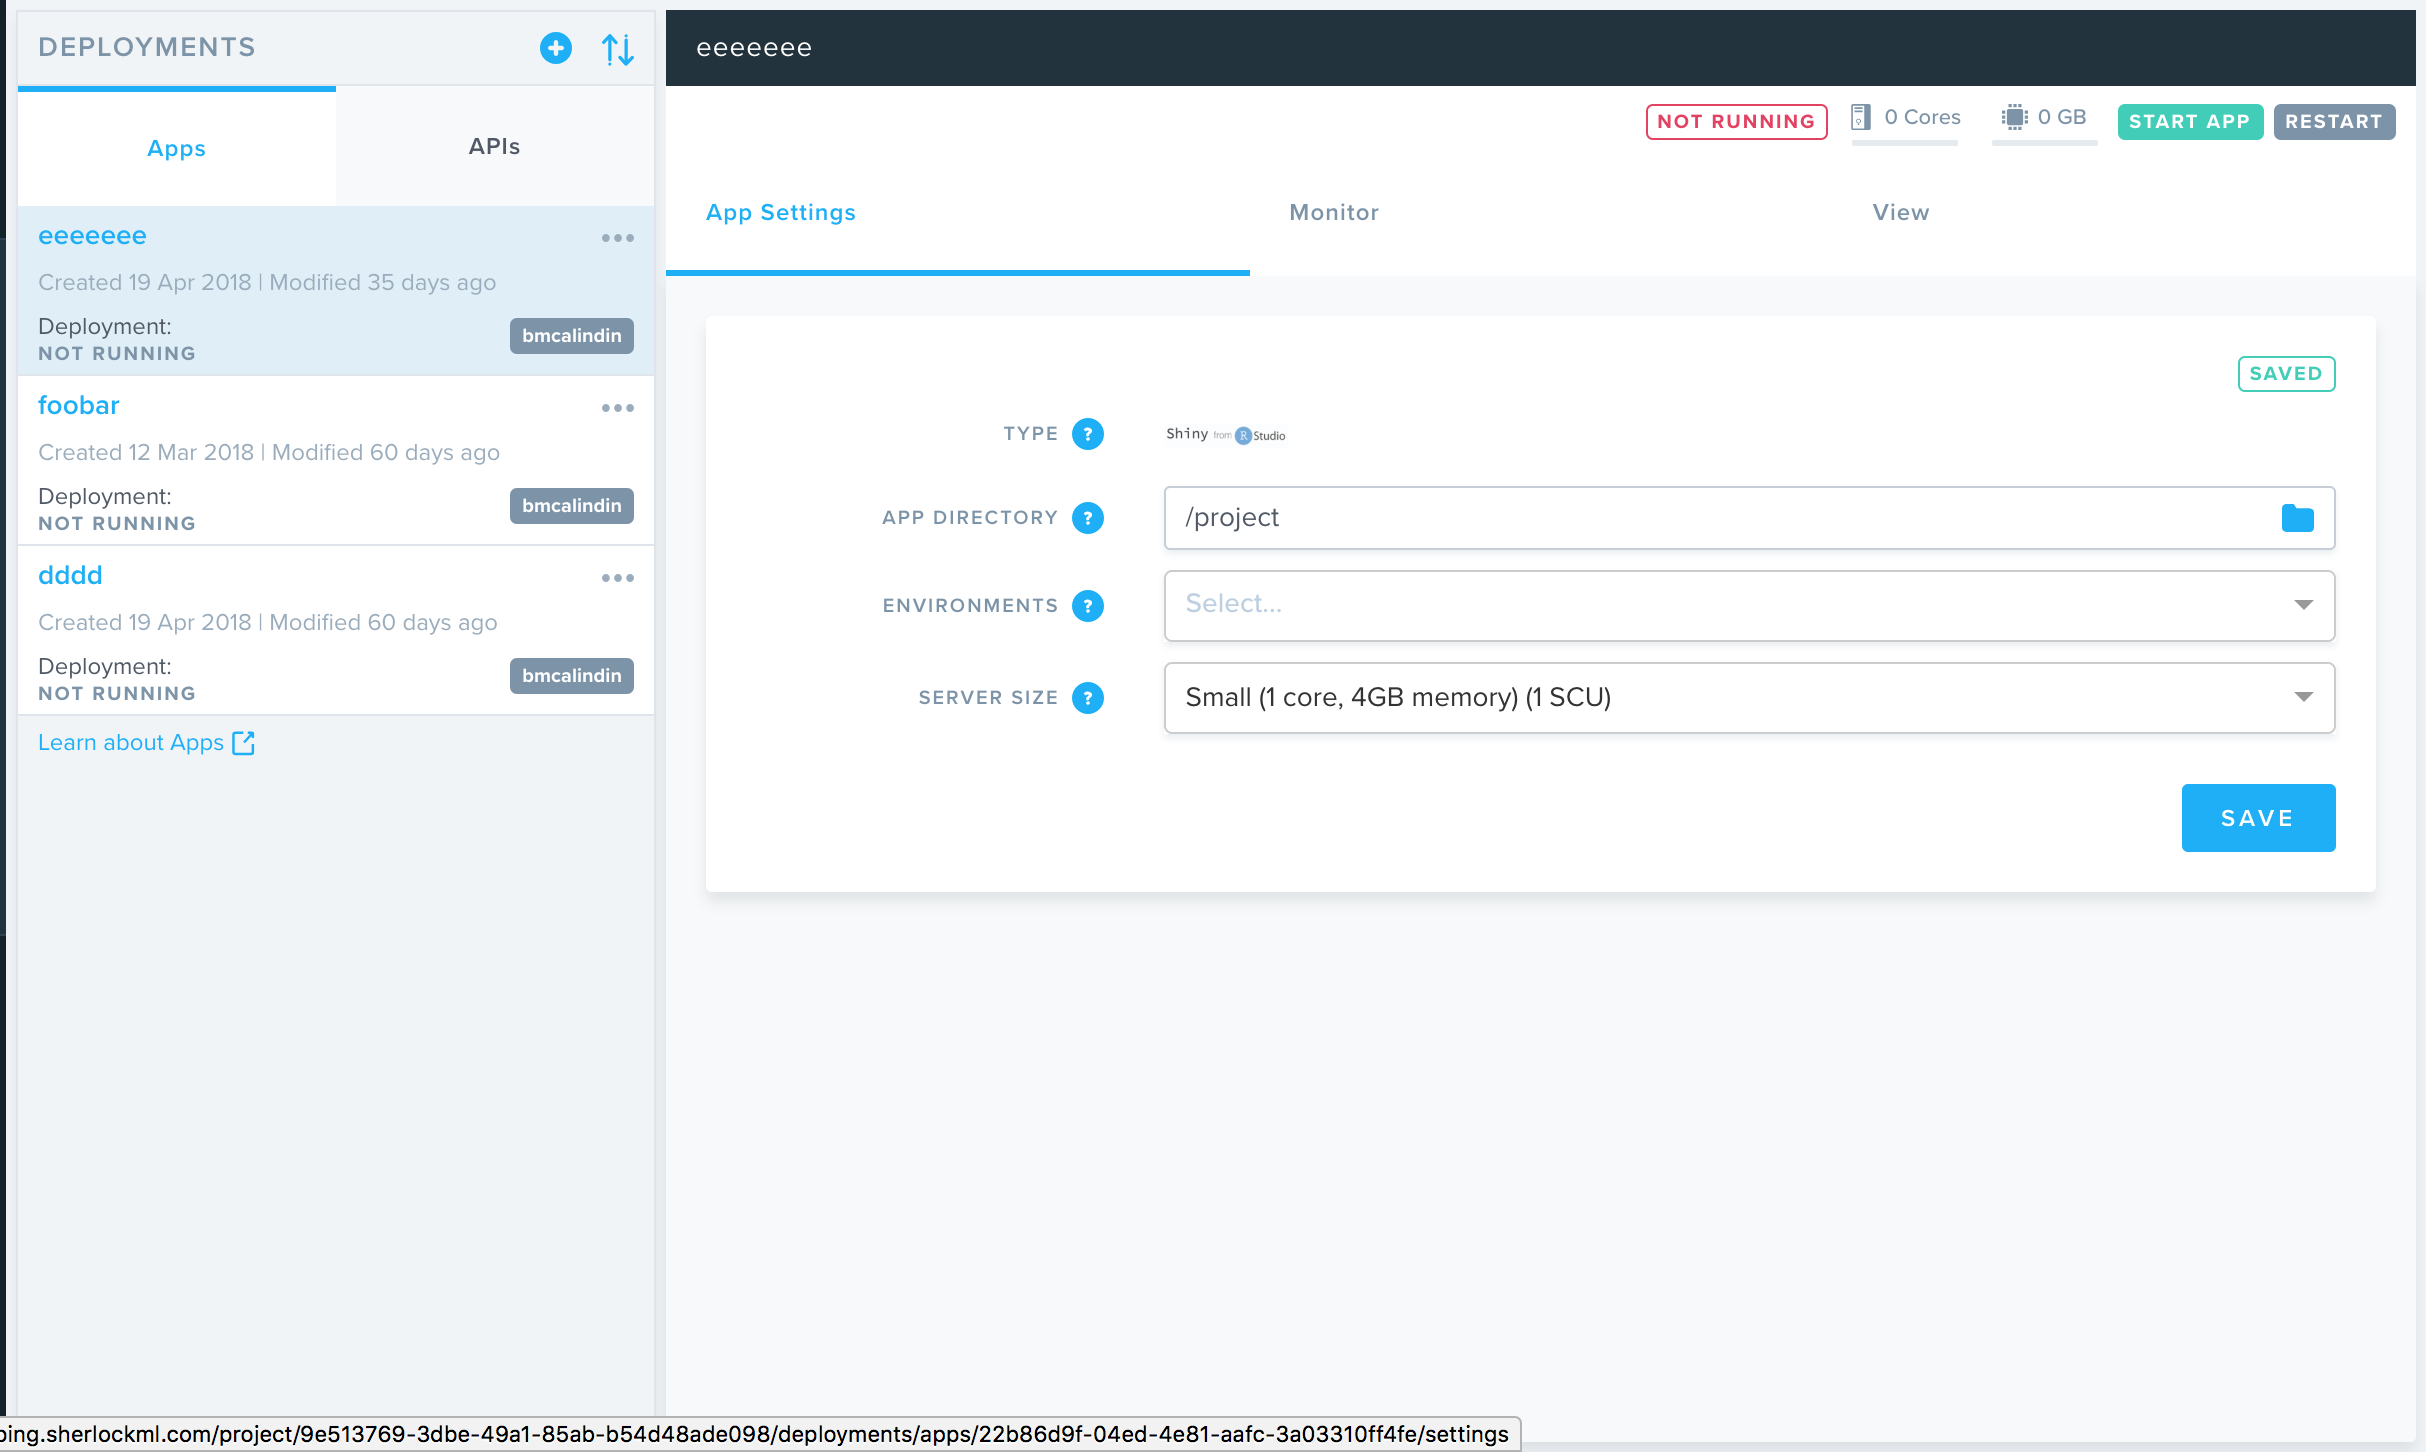 DEPLOYMENTS
Apps
APIs
eeeeeee
Created 19 Apr 2018 | Modified 35 days ago
Deployment:
NOT RUNNING
bmcalindin
foobar
Created 12 Mar 2018 | Modified 60 days ago
Deployment:
NOT RUNNING
bmcalindin
dddd
Created 19 Apr 2018 | Modified 60 days ago
Deployment:
NOT RUNNING
bmcalindin
Learn about Apps
eeeeeee
NOT RUNNING
0 Cores
0 GB
START APP
RESTART
App Settings
Monitor
View
SAVED
TYPE ?
Shiny from R Studio
APP DIRECTORY ?
/project
ENVIRONMENTS ?
Select...
SERVER SIZE ?
Small (1 core, 4GB memory) (1 SCU)
SAVE
ping.sherlockml.com/project/9e513769-3dbe-49a1-85ab-b54d48ade098/deployments/apps/22b86d9f-04ed-4e81-aafc-3a03310ff4fe/settings